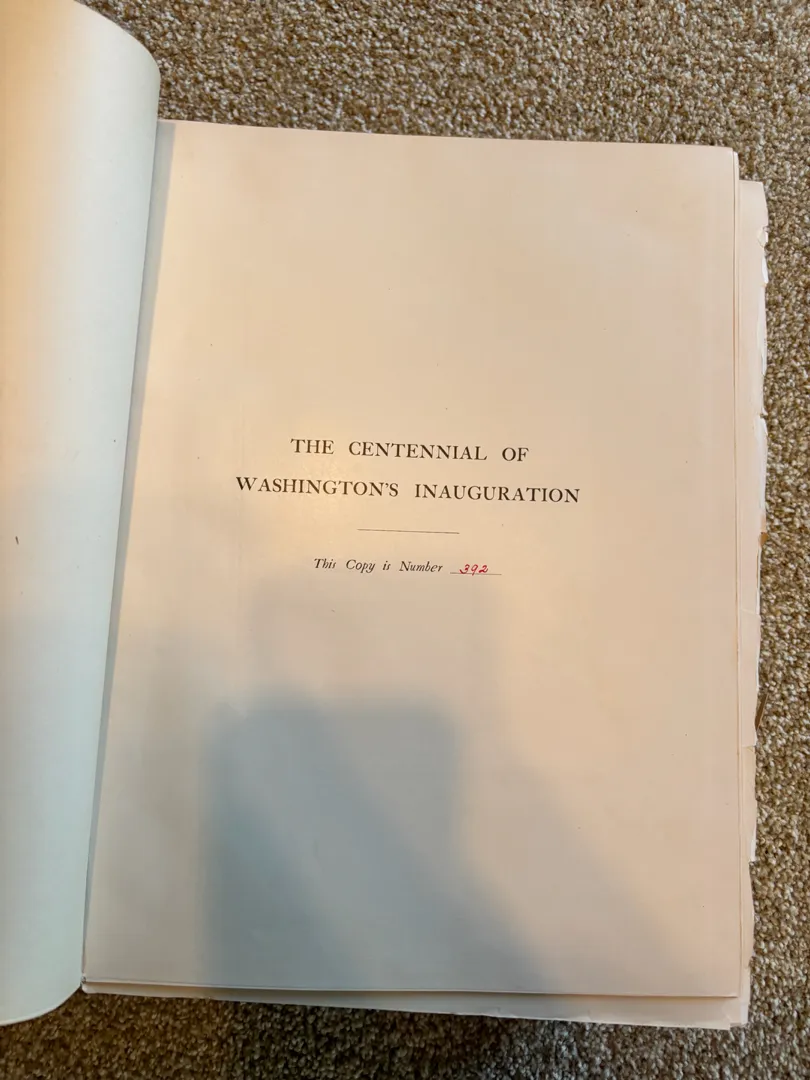 THE CENTENNIAL OF
WASHINGTON'S INAUGURATION
This Copy is Number 392